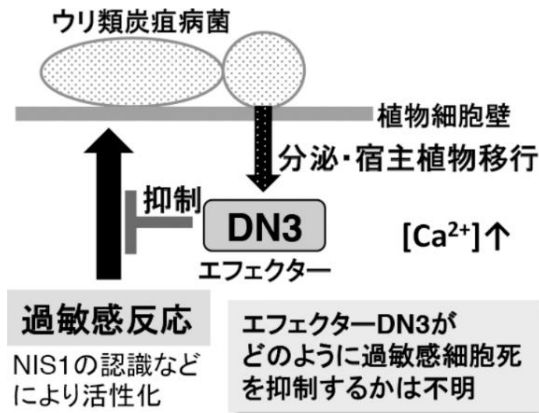 ウリ類炭疽病菌
植物細胞壁
分泌・宿主植物移行
抑制
DN3
エフェクター
[Ca²⁺]↑
過敏感反応
NIS1の認識など
により活性化
エフェクターDN3が
どのように過敏感細胞死
を抑制するかは不明